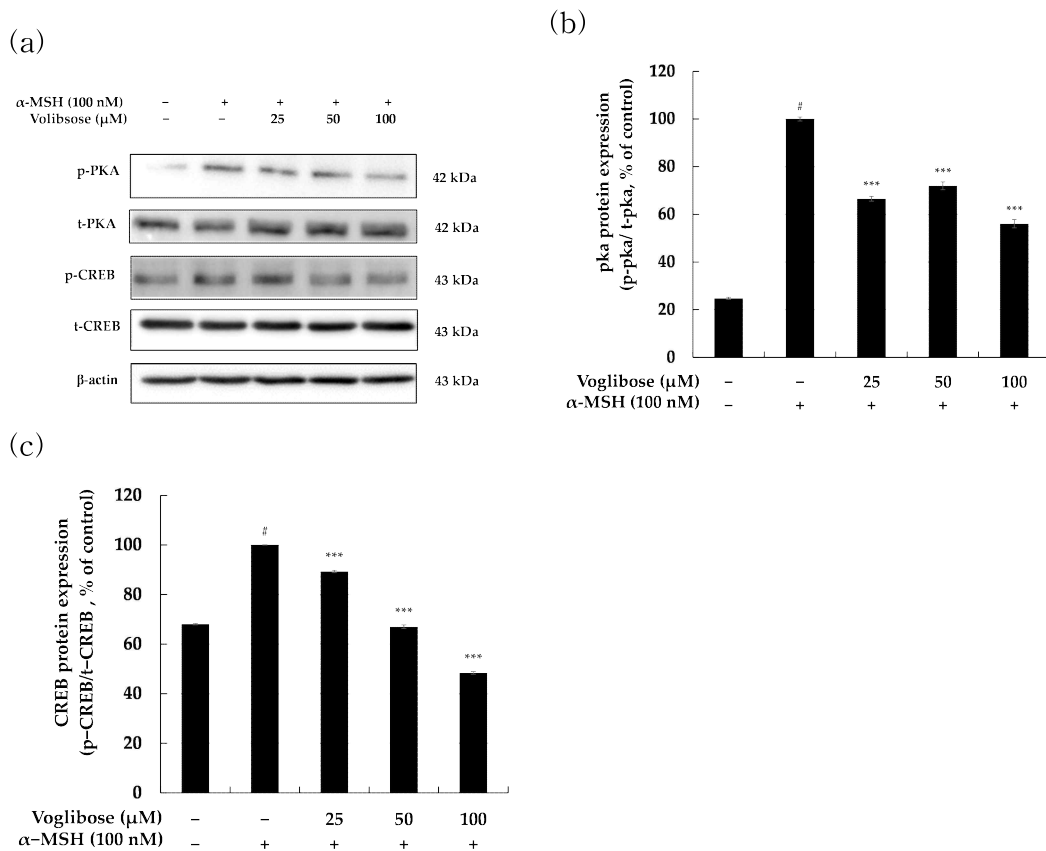 (a)
α-MSH (100 nM) – + + + +
Volibsose (μM) – – 25 50 100
p-PKA 42 kDa
t-PKA 42 kDa
p-CREB 43 kDa
t-CREB 43 kDa
β-actin 43 kDa
(b)
pka protein expression
(p-pka/ t-pka, % of control)
120
100
80
60
40
20
0
#
***
***
***
Voglibose (μM) – – 25 50 100
α-MSH (100 nM) – + + + +
(c)
CREB protein expression
(p–CREB/t–CREB , % of control)
120
100
80
60
40
20
0
#
***
***
***
Voglibose (μM) – – 25 50 100
α–MSH (100 nM) – + + + +